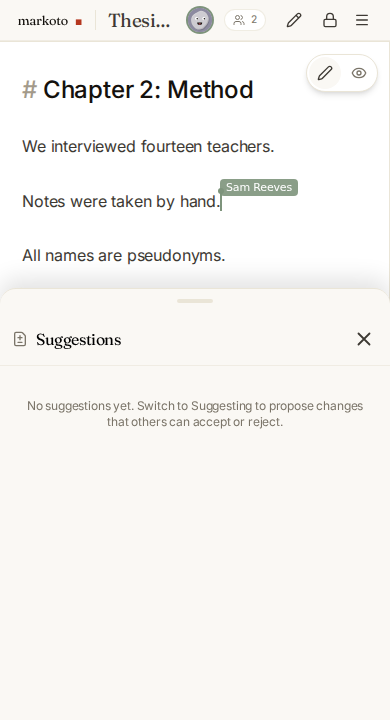 markoto
Thesi...
2
# Chapter 2: Method
We interviewed fourteen teachers.
Sam Reeves
Notes were taken by hand.
All names are pseudonyms.
Suggestions
No suggestions yet. Switch to Suggesting to propose changes
that others can accept or reject.